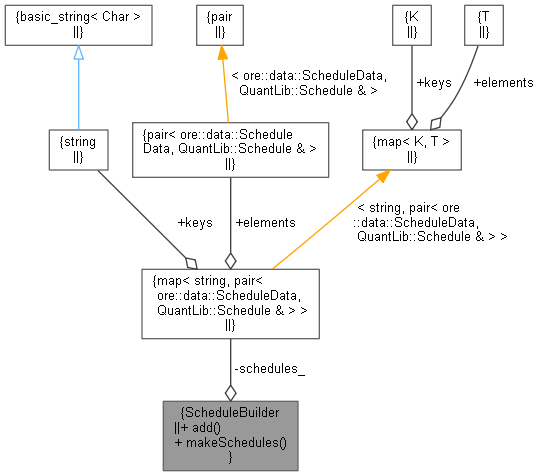 {basic_string< Char >
||}
{pair
||}
{K
||}
{T
||}
< ore::data::ScheduleData,
QuantLib::Schedule & >
+keys
+elements
{string
||}
{pair< ore::data::Schedule
Data, QuantLib::Schedule & >
||}
{map< K, T >
||}
+keys
+elements
< string, pair< ore
::data::ScheduleData,
QuantLib::Schedule & > >
{map< string, pair<
ore::data::ScheduleData,
QuantLib::Schedule & > >
||}
-schedules_
{ScheduleBuilder
||+ add()
+ makeSchedules()
}